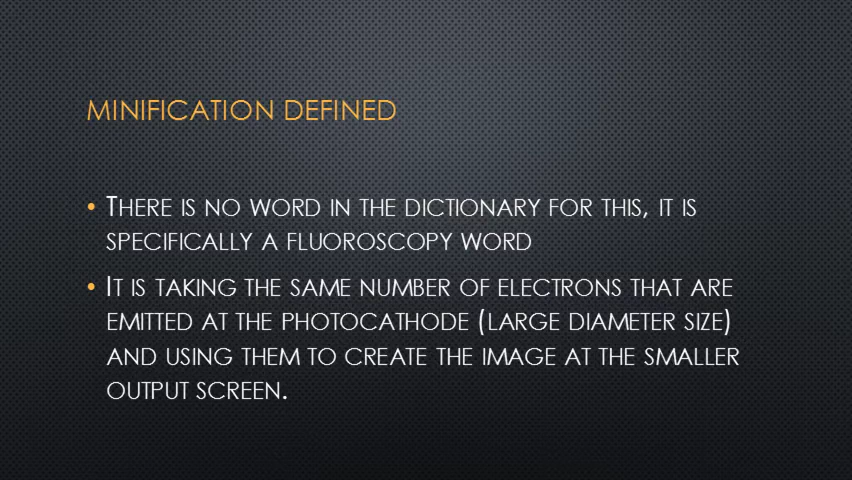 MINIFICATION DEFINED
• THERE IS NO WORD IN THE DICTIONARY FOR THIS, IT IS
SPECIFICALLY A FLUOROSCOPY WORD
• IT IS TAKING THE SAME NUMBER OF ELECTRONS THAT ARE
EMITTED AT THE PHOTOCATHODE (LARGE DIAMETER SIZE)
AND USING THEM TO CREATE THE IMAGE AT THE SMALLER
OUTPUT SCREEN.